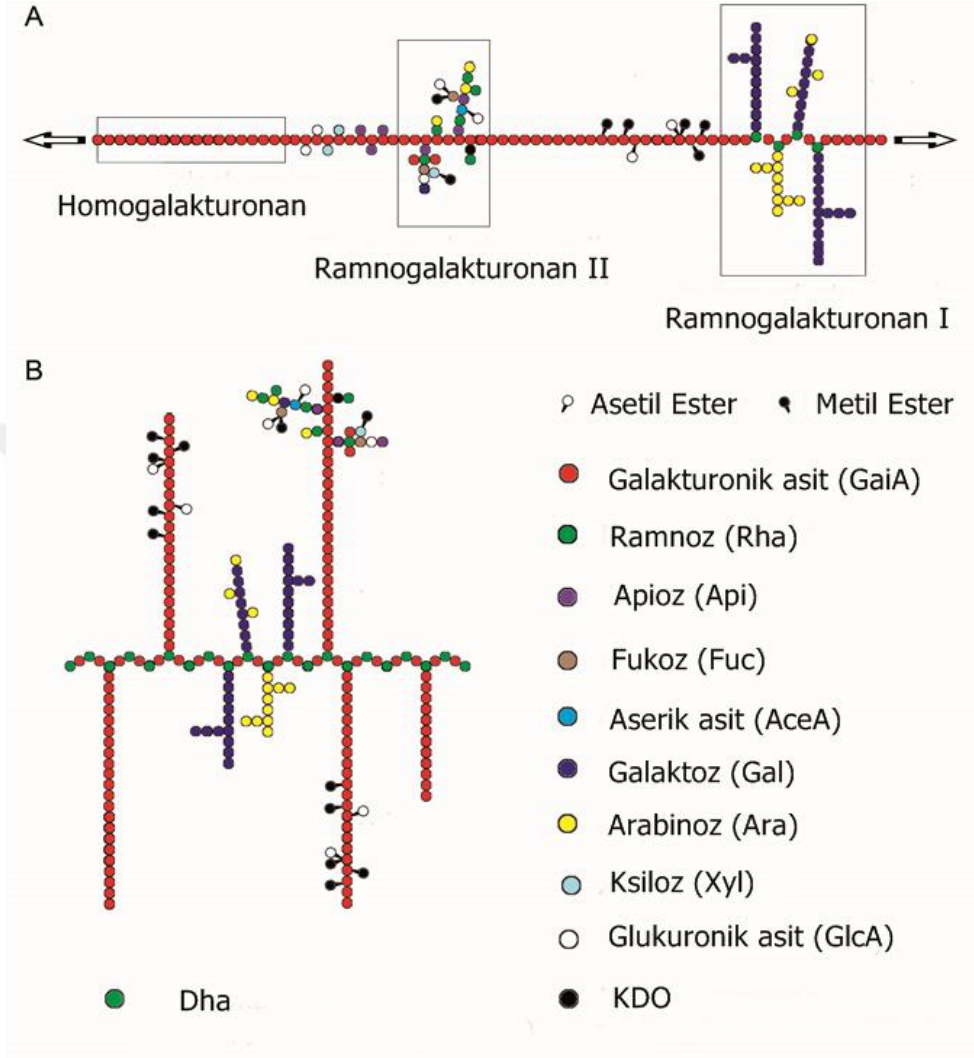 A
Homogalakturonan
Ramnogalakturonan II
Ramnogalakturonan I
B
Asetil Ester
Metil Ester
Galakturonik asit (GaiA)
Ramnoz (Rha)
Apioz (Api)
Fukoz (Fuc)
Aserik asit (AceA)
Galaktoz (Gal)
Arabinoz (Ara)
Ksiloz (Xyl)
Glukuronik asit (GlcA)
Dha
KDO